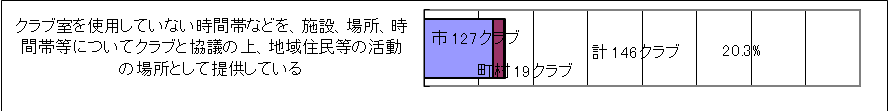 クラブ室を使用していない時間帯などを、施設、場所、時
間帯等についてクラブと協議の上、地域住民等の活動
の場所として提供している
市127クラブ
町村19クラブ
計146クラブ
20.3%